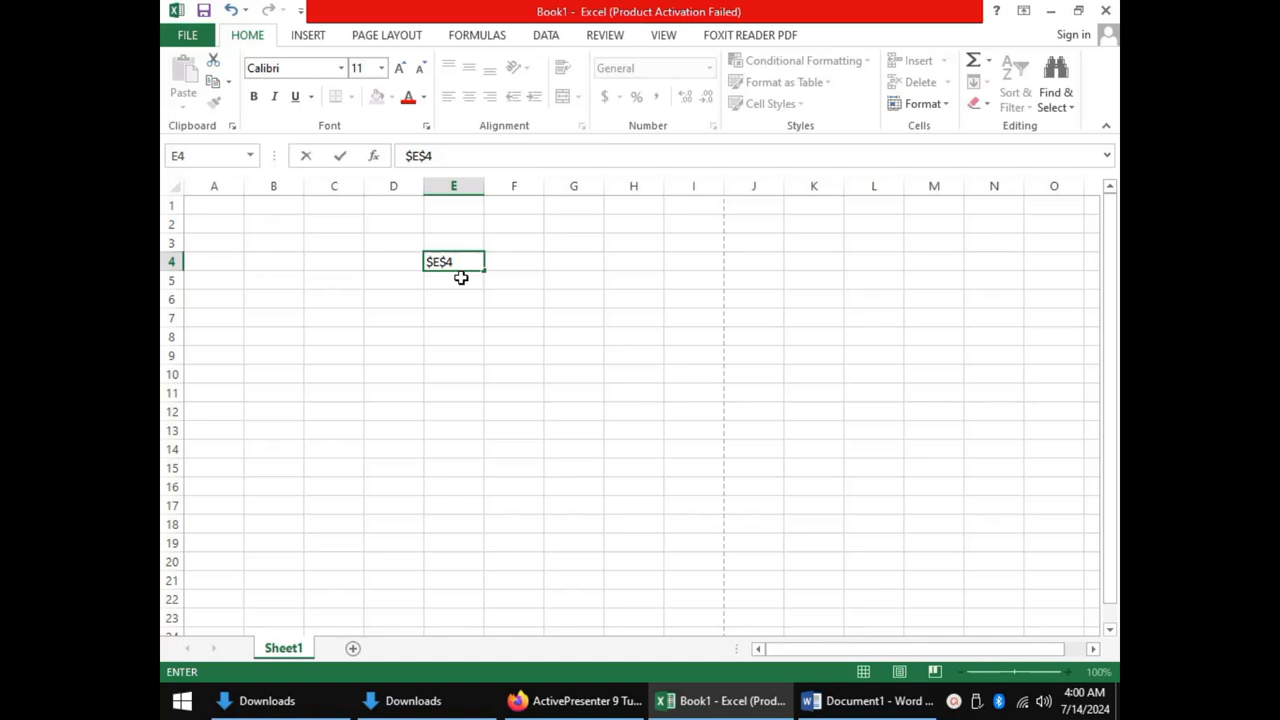 Book1 - Excel (Product Activation Failed)
FILE HOME INSERT PAGE LAYOUT FORMULAS DATA REVIEW VIEW FOXIT READER PDF Sign in
Calibri 11 General Conditional Formatting Insert
Paste Format as Table Delete Sort & Find &
B I U $ % Cell Styles Format Filter Select
Clipboard Font Alignment Number Styles Cells Editing
E4 $E$4
A B C D E F G H I J K L M N O
1
2
3
4 $E$4
5
6
7
8
9
10
11
12
13
14
15
16
17
18
19
20
21
22
23
24
Sheet1
ENTER 100%
Downloads Downloads ActivePresenter 9 Tu... Book1 - Excel (Prod... Document1 - Word ... 4:00 AM
7/14/2024